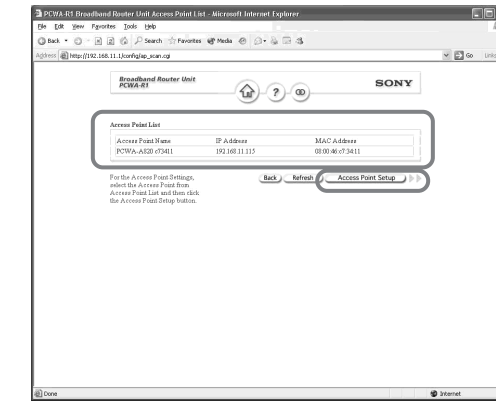 PCWA-R1 Broadband Router Unit Access Point List - Microsoft Internet Explorer
File Edit View Favorites Tools Help
Back Search Favorites Media
Address http://192.168.11.1/config/ap_scan.cgi Go Links
Broadband Router Unit
PCWA-R1
SONY
Access Point List
Access Point Name IP Address MAC Address
PCWA-A820 c73411 192.168.11.115 08:00:46:c7:34:11
For the Access Point Settings,
select the Access Point from
Access Point List and then click
the Access Point Setup button.
Back Refresh Access Point Setup
Done Internet